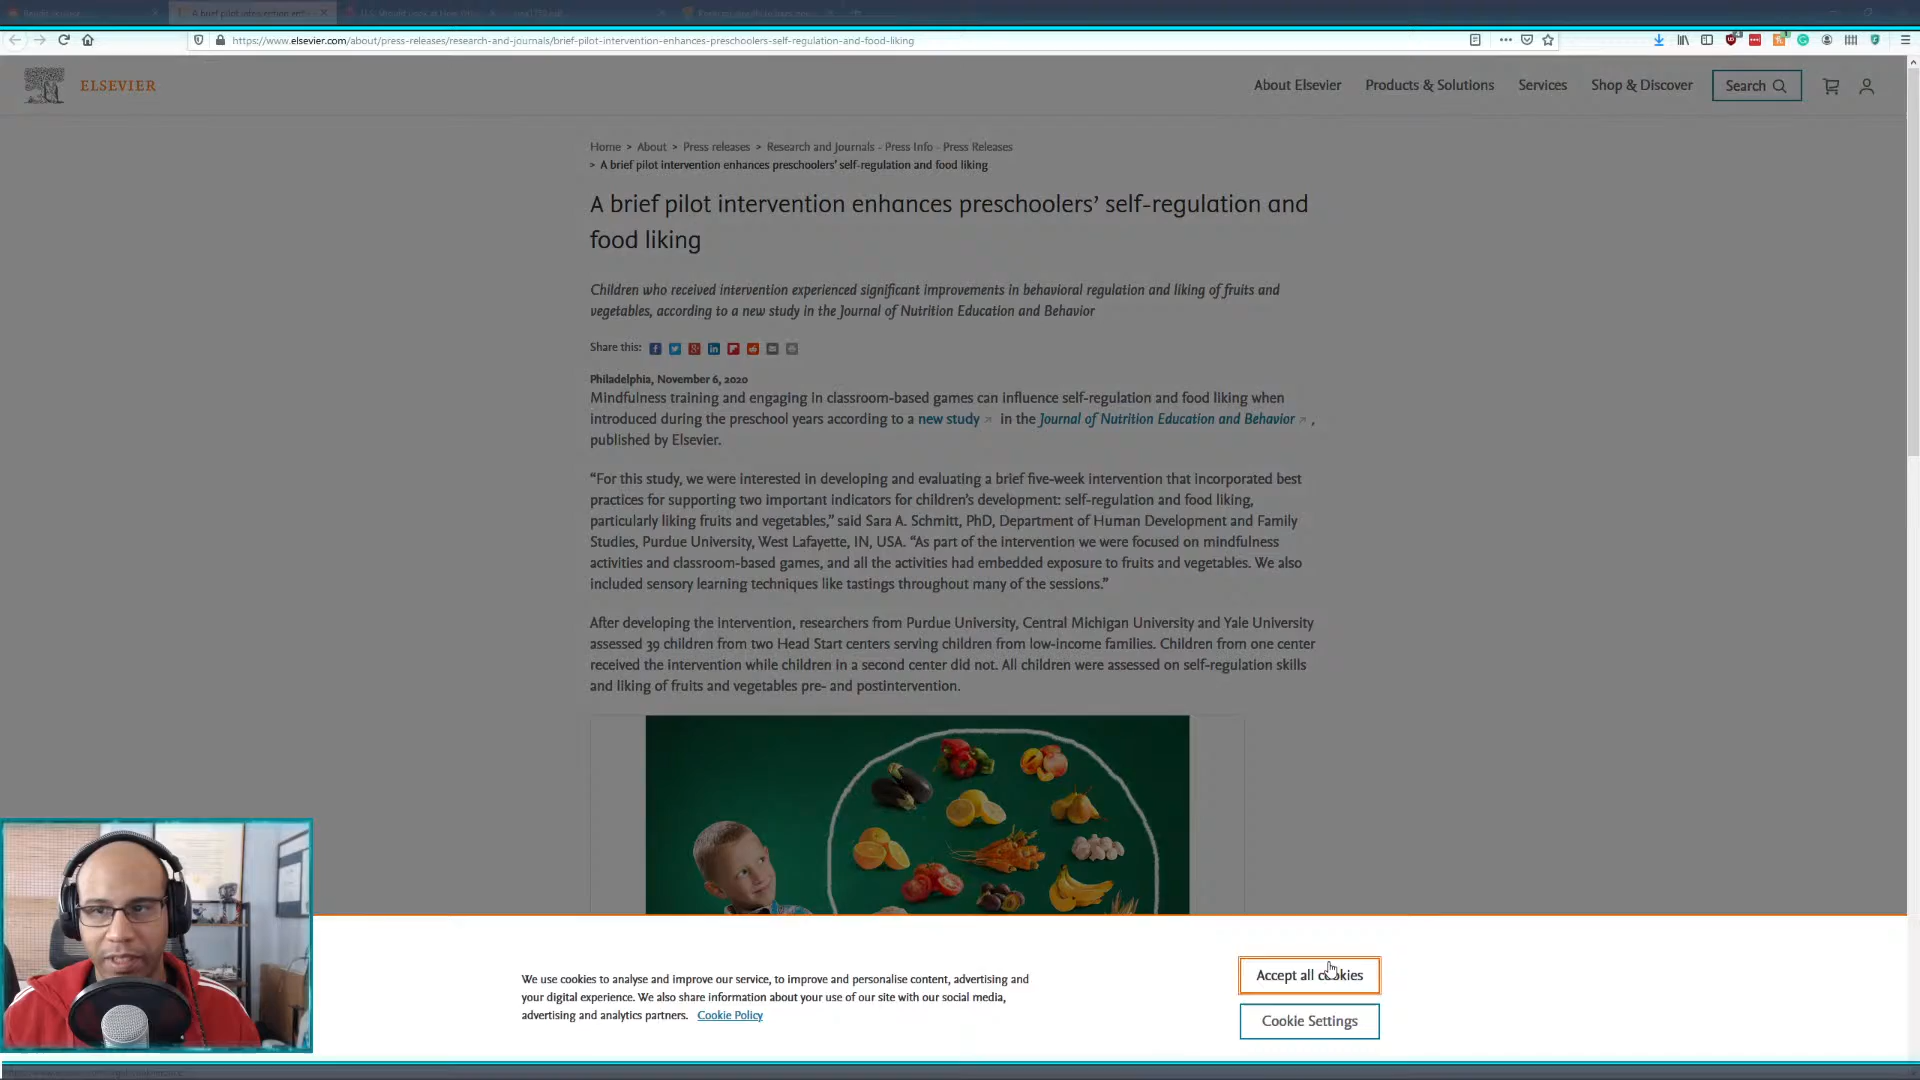 A brief pilot intervention enh
https://www.elsevier.com/about/press-releases/research-and-journals/brief-pilot-intervention-enhances-preschoolers-self-regulation-and-food-liking
ELSEVIER
About Elsevier
Products & Solutions
Services
Shop & Discover
Search
Home > About > Press releases > Research and Journals - Press Info - Press Releases
> A brief pilot intervention enhances preschoolers’ self-regulation and food liking
A brief pilot intervention enhances preschoolers’ self-regulation and
food liking
Children who received intervention experienced significant improvements in behavioral regulation and liking of fruits and
vegetables, according to a new study in the Journal of Nutrition Education and Behavior
Share this:
Philadelphia, November 6, 2020
Mindfulness training and engaging in classroom-based games can influence self-regulation and food liking when
introduced during the preschool years according to a new study in the Journal of Nutrition Education and Behavior ,
published by Elsevier.
“For this study, we were interested in developing and evaluating a brief five-week intervention that incorporated best
practices for supporting two important indicators for children’s development: self-regulation and food liking,
particularly liking fruits and vegetables,” said Sara A. Schmitt, PhD, Department of Human Development and Family
Studies, Purdue University, West Lafayette, IN, USA. “As part of the intervention we were focused on mindfulness
activities and classroom-based games, and all the activities had embedded exposure to fruits and vegetables. We also
included sensory learning techniques like tastings throughout many of the sessions.”
After developing the intervention, researchers from Purdue University, Central Michigan University and Yale University
assessed 39 children from two Head Start centers serving children from low-income families. Children from one center
received the intervention while children in a second center did not. All children were assessed on self-regulation skills
and liking of fruits and vegetables pre- and postintervention.
We use cookies to analyse and improve our service, to improve and personalise content, advertising and
your digital experience. We also share information about your use of our site with our social media,
advertising and analytics partners. Cookie Policy
Accept all cookies
Cookie Settings